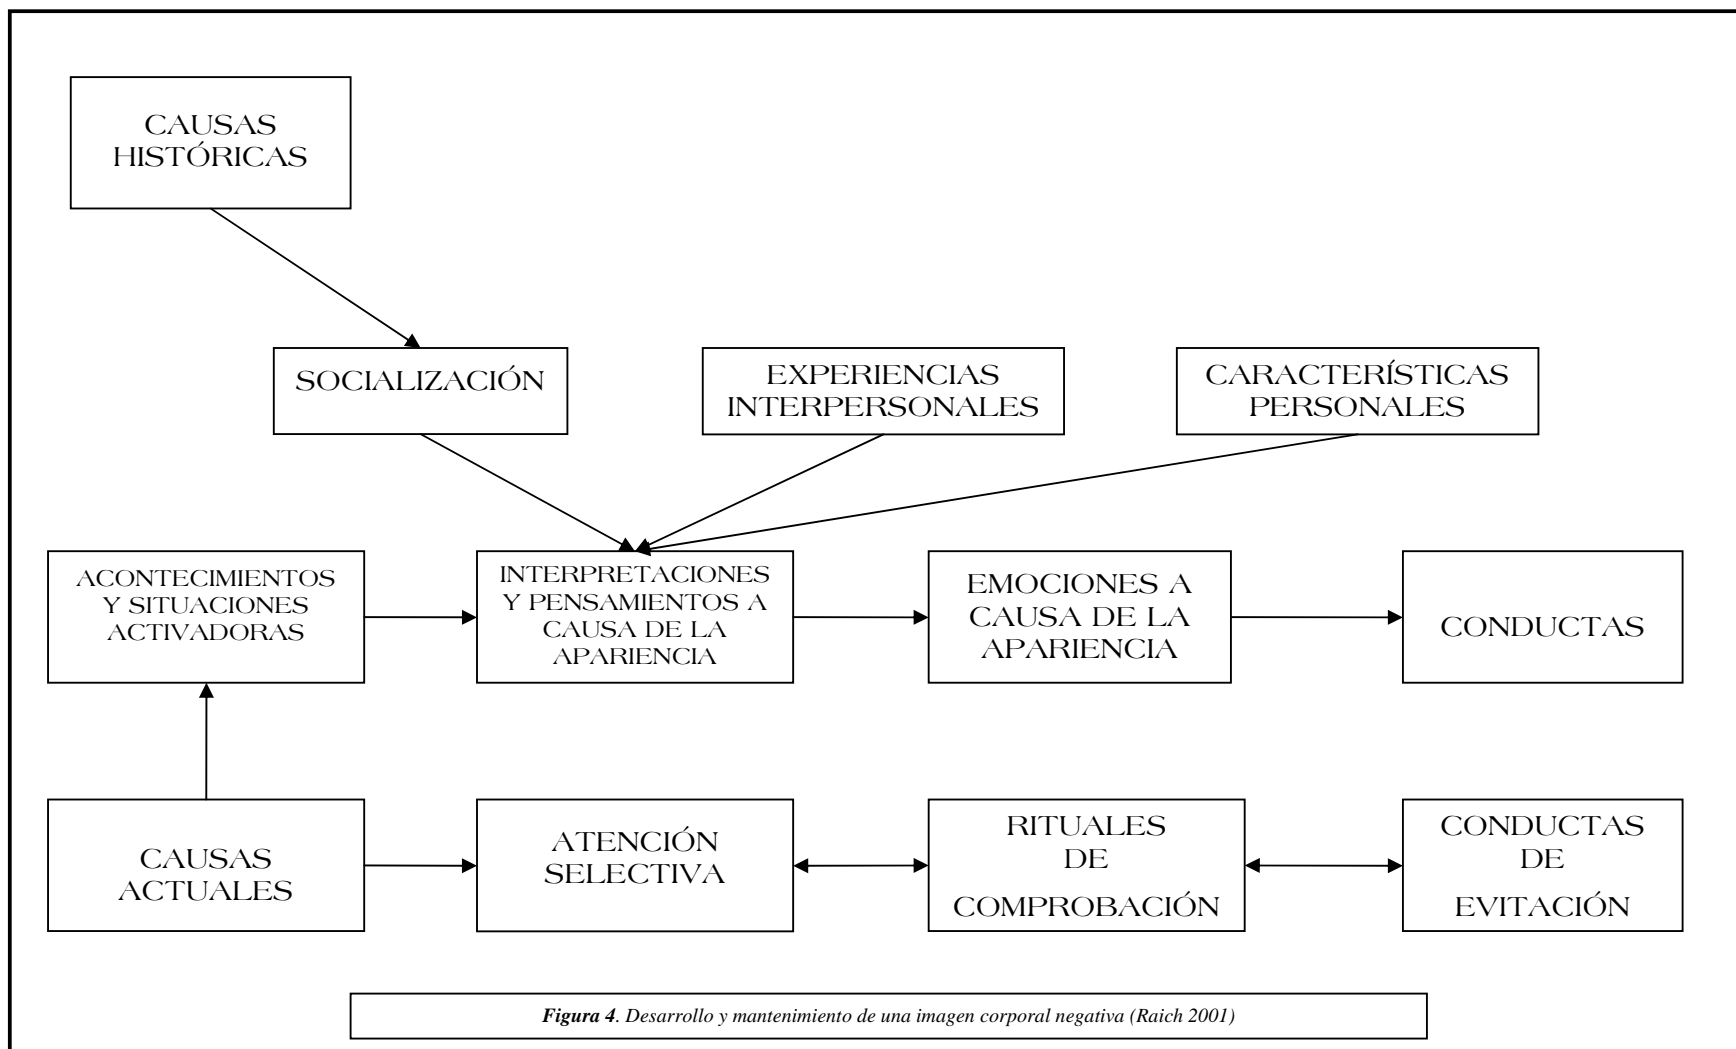 CAUSAS
HISTÓRICAS
SOCIALIZACIÓN
EXPERIENCIAS
INTERPERSONALES
CARACTERÍSTICAS
PERSONALES
ACONTECIMIENTOS
Y SITUACIONES
ACTIVADORAS
INTERPRETACIONES
Y PENSAMIENTOS A
CAUSA DE LA
APARIENCIA
EMOCIONES A
CAUSA DE LA
APARIENCIA
CONDUCTAS
CAUSAS
ACTUALES
ATENCIÓN
SELECTIVA
RITUALES
DE
COMPROBACIÓN
CONDUCTAS
DE
EVITACIÓN
Figura 4. Desarrollo y mantenimiento de una imagen corporal negativa (Raich 2001)